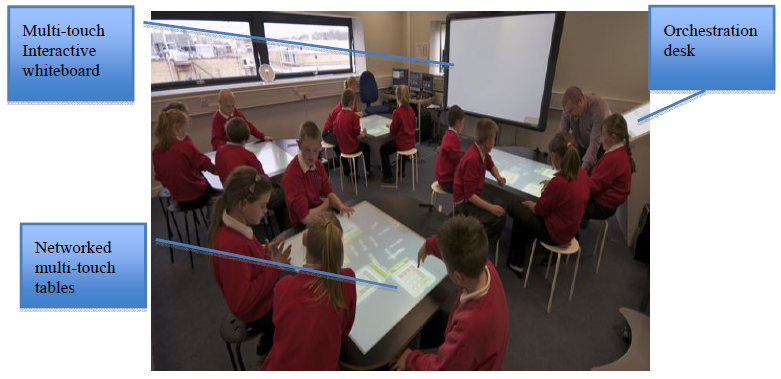 Multi-touch
Interactive
whiteboard
Orchestration
desk
Networked
multi-touch
tables